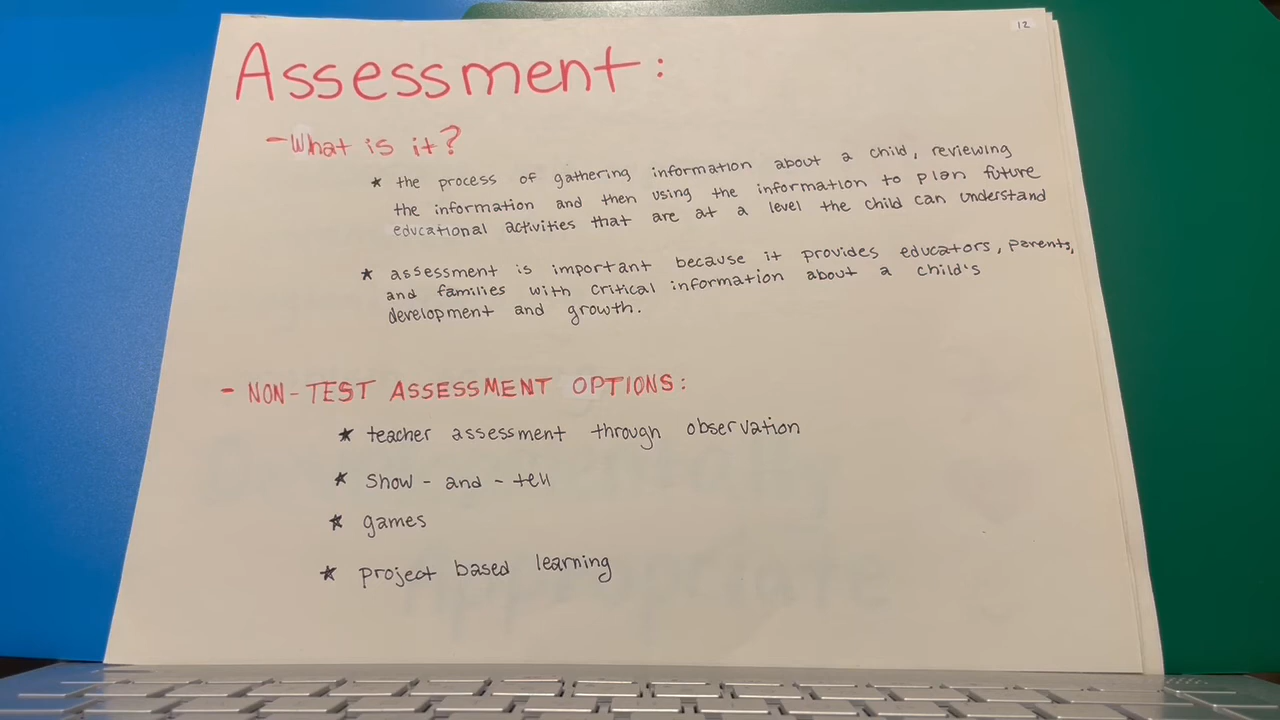 12
Assessment:
- What is it?
* the process of gathering information about a child, reviewing
the information and then using the information to plan future
educational activities that are at a level the child can understand
* assessment is important because it provides educators, parents,
and families with critical information about a child's
development and growth.
- NON-TEST ASSESSMENT OPTIONS:
* teacher assessment through observation
* show-and-tell
* games
* project based learning